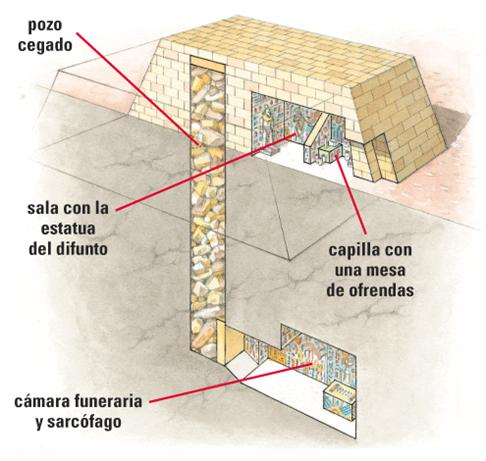 pozo
cegado
sala con la
estatua
del difunto
capilla con
una mesa
de ofrendas
cámara funeraria
y sarcófago